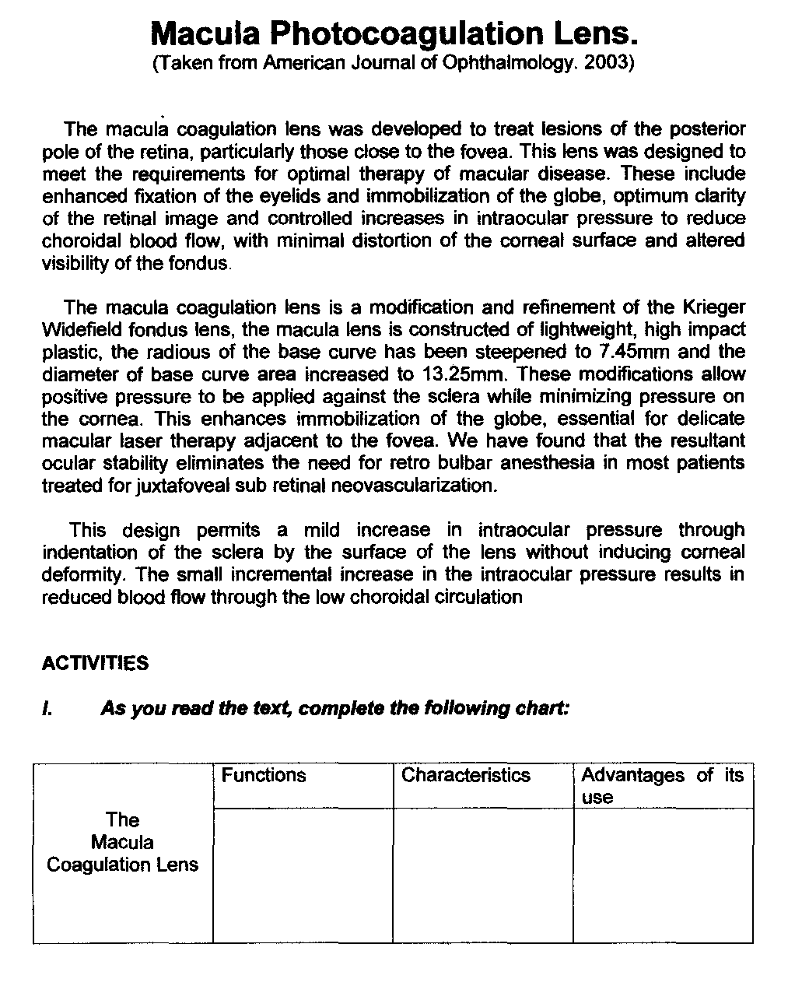 Macula Photocoagulation Lens.
(Taken from American Journal of Ophthalmology. 2003)
The macula coagulation lens was developed to treat lesions of the posterior
pole of the retina, particularly those close to the fovea. This lens was designed to
meet the requirements for optimal therapy of macular disease. These include
enhanced fixation of the eyelids and immobilization of the globe, optimum clarity
of the retinal image and controlled increases in intraocular pressure to reduce
choroidal blood flow, with minimal distortion of the corneal surface and altered
visibility of the fondus.
The macula coagulation lens is a modification and refinement of the Krieger
Widefield fondus lens, the macula lens is constructed of lightweight, high impact
plastic, the radious of the base curve has been steepened to 7.45mm and the
diameter of base curve area increased to 13.25mm. These modifications allow
positive pressure to be applied against the sclera while minimizing pressure on
the cornea. This enhances immobilization of the globe, essential for delicate
macular laser therapy adjacent to the fovea. We have found that the resultant
ocular stability eliminates the need for retro bulbar anesthesia in most patients
treated for juxtafoveal sub retinal neovascularization.
This design permits a mild increase in intraocular pressure through
indentation of the sclera by the surface of the lens without inducing corneal
deformity. The small incremental increase in the intraocular pressure results in
reduced blood flow through the low choroidal circulation
ACTIVITIES
I. As you read the text, complete the following chart:
Functions Characteristics Advantages of its
use
The
Macula
Coagulation Lens